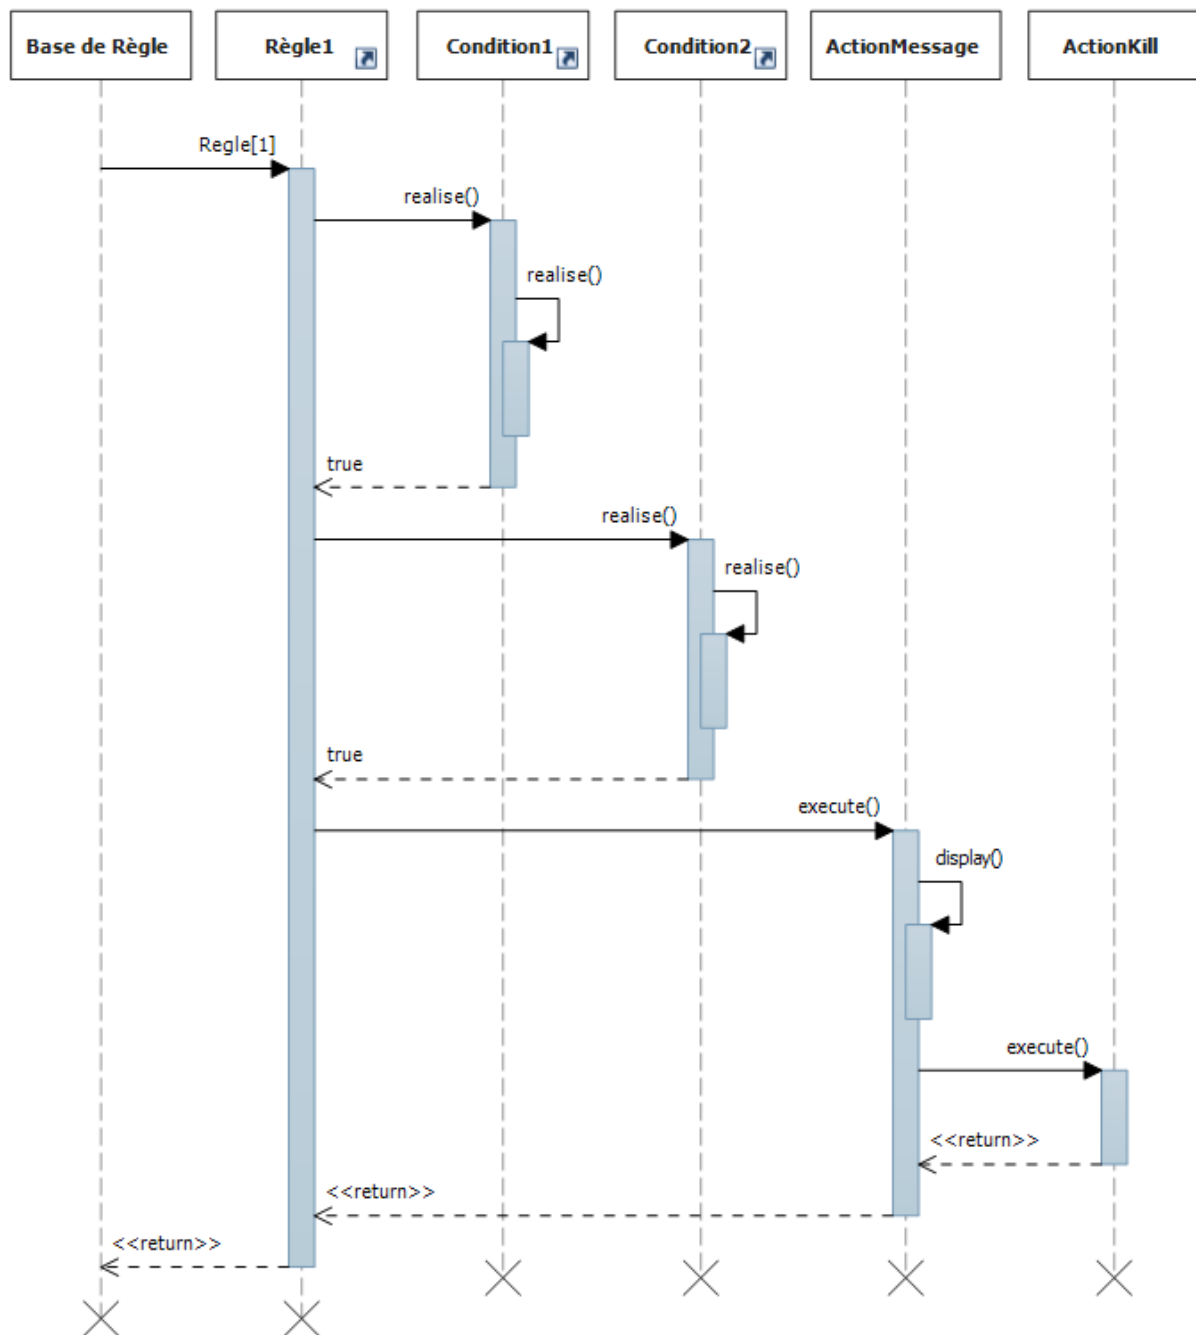 Base de Règle
Règle1
Condition1
Condition2
ActionMessage
ActionKill
Regle[1]
realise()
realise()
true
realise()
realise()
true
execute()
display()
execute()
<<return>>
<<return>>
<<return>>